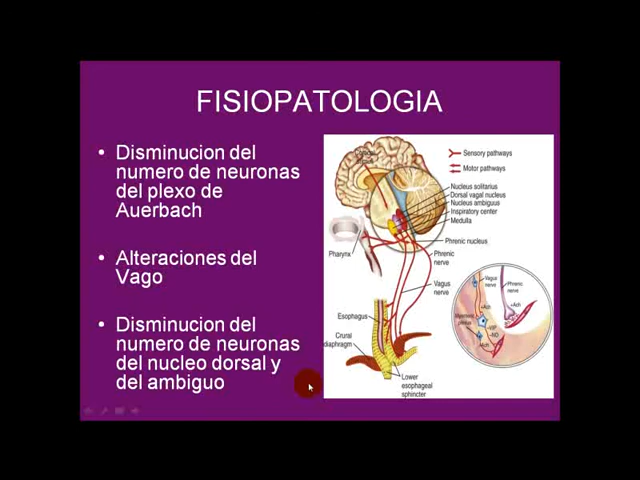 FISIOPATOLOGIA
• Disminucion del
numero de neuronas
del plexo de
Auerbach
• Alteraciones del
Vago
• Disminucion del
numero de neuronas
del nucleo dorsal y
del ambiguo
Sensory pathways
Motor pathways
Nucleus solitarius
Dorsal vagal nucleus
Nucleus ambiguus
Inspiratory center
Medulla
Phrenic nucleus
Pharynx
Phrenic
nerve
Vagus
nerve
Esophagus
Crural
diaphragm
Lower
esophageal
sphincter
Vagus
nerve
Phrenic
nerve
+Ach
+Ach